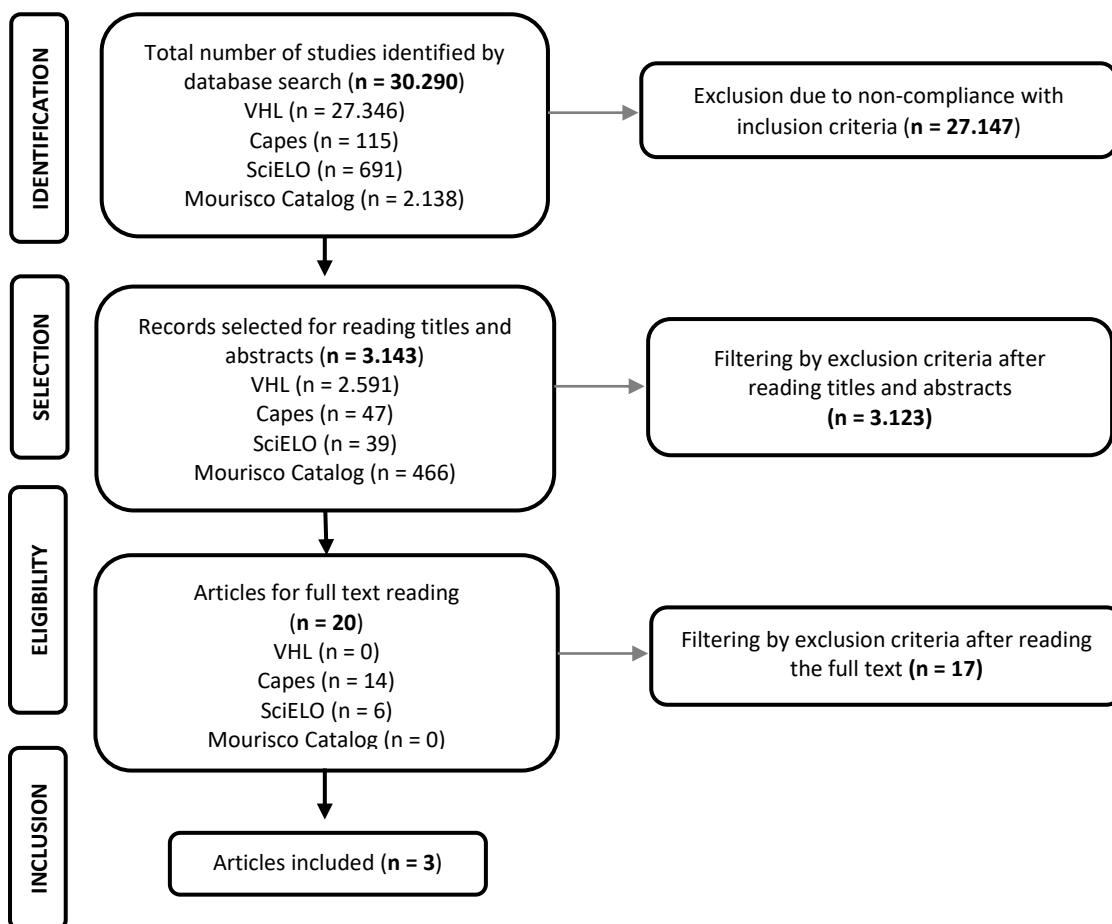 IDENTIFICATION
Total number of studies identified by
database search (n = 30.290)
VHL (n = 27.346)
Capes (n = 115)
SciELO (n = 691)
Mourisco Catalog (n = 2.138)
Exclusion due to non-compliance with
inclusion criteria (n = 27.147)
SELECTION
Records selected for reading titles and
abstracts (n = 3.143)
VHL (n = 2.591)
Capes (n = 47)
SciELO (n = 39)
Mourisco Catalog (n = 466)
Filtering by exclusion criteria after
reading titles and abstracts
(n = 3.123)
ELIGIBILITY
Articles for full text reading
(n = 20)
VHL (n = 0)
Capes (n = 14)
SciELO (n = 6)
Mourisco Catalog (n = 0)
Filtering by exclusion criteria after reading
the full text (n = 17)
INCLUSION
Articles included (n = 3)